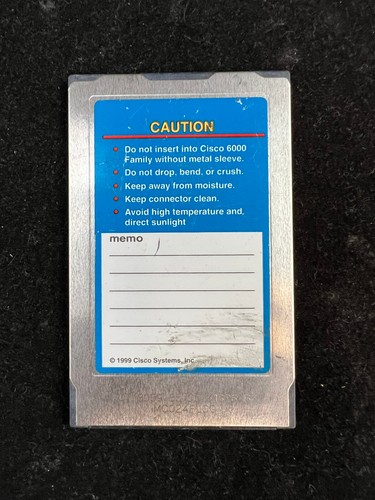 CAUTION
• Do not insert into Cisco 6000
Family without metal sleeve.
• Do not drop, bend, or crush.
• Keep away from moisture.
• Keep connector clean.
• Avoid high temperature and,
direct sunlight
memo
© 1999 Cisco Systems, Inc.